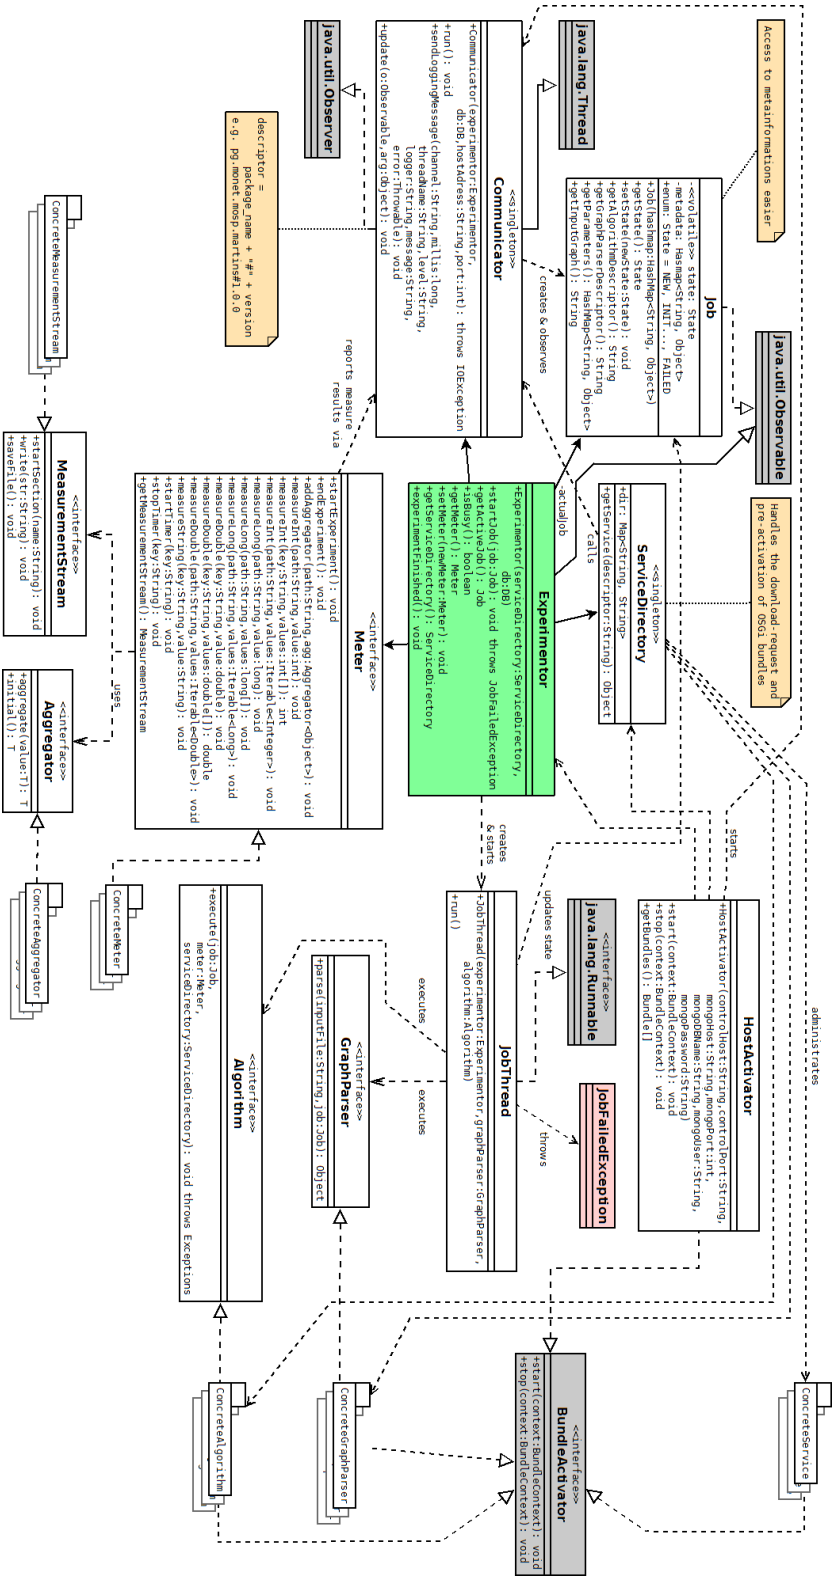 Access to metainformations easier
java.util.Observable
Handles the download-request and
pre-activation of OSGi bundles
administrates
java.lang.Thread
Job
-<<volatile>> state: State
-metadata: Hasmap<String, Object>
+enum: State = NEW, INIT..., FAILED
+Job(hashmap:HashMap<String, Object>)
+getState(): State
+setState(newState:State): void
+getAlgorithmDescriptor(): String
+getGraphParserDescriptor(): String
+getParameters(): HashMap<String, Object>
+getInputGraph(): String
<<singleton>>
ServiceDirectory
+dir: Map<String, String>
+getService(descriptor:String): Object
starts
HostActivator
+HostActivator(controlHost:String,controlPort:String,
mongoHost:String,mongoPort:int,
mongoDBName:String,mongoUser:String,
mongoPassword:String)
+start(context:BundleContext): void
+stop(context:BundleContext): void
+getBundles(): Bundle[]
ConcreteService
creates & observes
-actualJob
calls
<<interface>>
java.lang.Runnable
JobFailedException
updates state
throws
<<interface>>
BundleActivator
+start(context:BundleContext): void
+stop(context:BundleContext): void
<<singleton>>
Communicator
+Communicator(experimentor:Experimentor,
db:DB,hostAdress:String,port:int): throws IOException
+run(): void
+sendLoggingMessage(channel:String,millis:long,
threadName:String,level:String,
logger:String,message:String,
error:Throwable): void
+update(o:Observable,arg:Object): void
Experimentor
+Experimentor(serviceDirectory:ServiceDirectory,
db:DB)
+startJob(job:Job): void throws JobFailedException
+getActiveJob(): Job
+isBusy(): boolean
+getMeter(): Meter
+setMeter(newMeter:Meter): void
+getServiceDirectory(): ServiceDirectory
+experimentFinished(): void
creates
& starts
JobThread
+JobThread(experimentor:Experimentor,graphParser:GraphParser,
algorithm:Algorithm)
+run()
java.util.Observer
reports measure
results via
executes
executes
<<interface>>
GraphParser
+parse(inputFile:String,job:Job): Object
ConcreteGraphParser
descriptor =
package_name + "#" + version
e.g. pg.monet.mosp.martins#1.0.0
<<interface>>
Meter
+startExperiment(): void
+endExperiment(): void
+addAggregator(path:String,agg:Aggregator<Object>): void
+measureInt(path:String,value:int): void
+measureInt(key:String,values:int[]): int
+measureInt(path:String,values:Iterable<Integer>): void
+measureLong(path:String,value:long): void
+measureLong(path:String,values:long[]): void
+measureLong(path:String,values:Iterable<Long>): void
+measureDouble(key:String,value:double): void
+measureDouble(key:String,values:double[]): double
+measureDouble(path:String,values:Iterable<Double>): void
+measureString(key:String,value:String): void
+startTimer(key:String): void
+stopTimer(key:String): void
+getMeasurementStream(): MeasurementStream
<<interface>>
Algorithm
+execute(job:Job,
meter:Meter,
serviceDirectory:ServiceDirectory): void throws Exceptions
ConcreteAlgorithm
uses
ConcreteMeter
ConcreteMeasurementStream
<<interface>>
MeasurementStream
+startSection(name:String): void
+write(str:String): void
+saveFile(): void
<<interface>>
Aggregator
+aggregate(value:T): T
+initial(): T
ConcreteAggregator